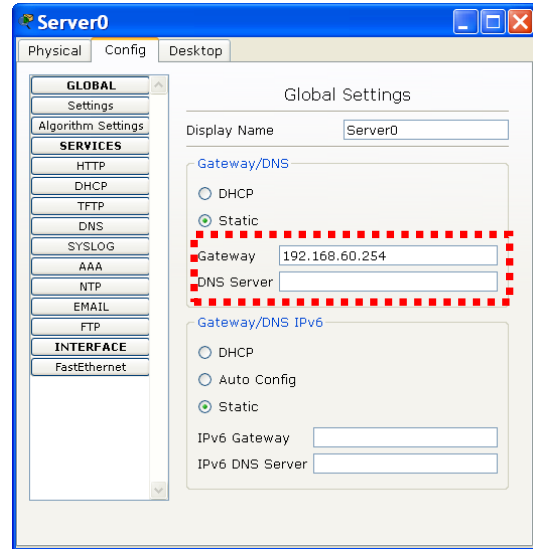 Server0
Physical Config Desktop
GLOBAL
Settings
Algorithm Settings
SERVICES
HTTP
DHCP
TFTP
DNS
SYSLOG
AAA
NTP
EMAIL
FTP
INTERFACE
FastEthernet
Global Settings
Display Name Server0
Gateway/DNS
DHCP
Static
Gateway 192.168.60.254
DNS Server
Gateway/DNS IPv6
DHCP
Auto Config
Static
IPv6 Gateway
IPv6 DNS Server